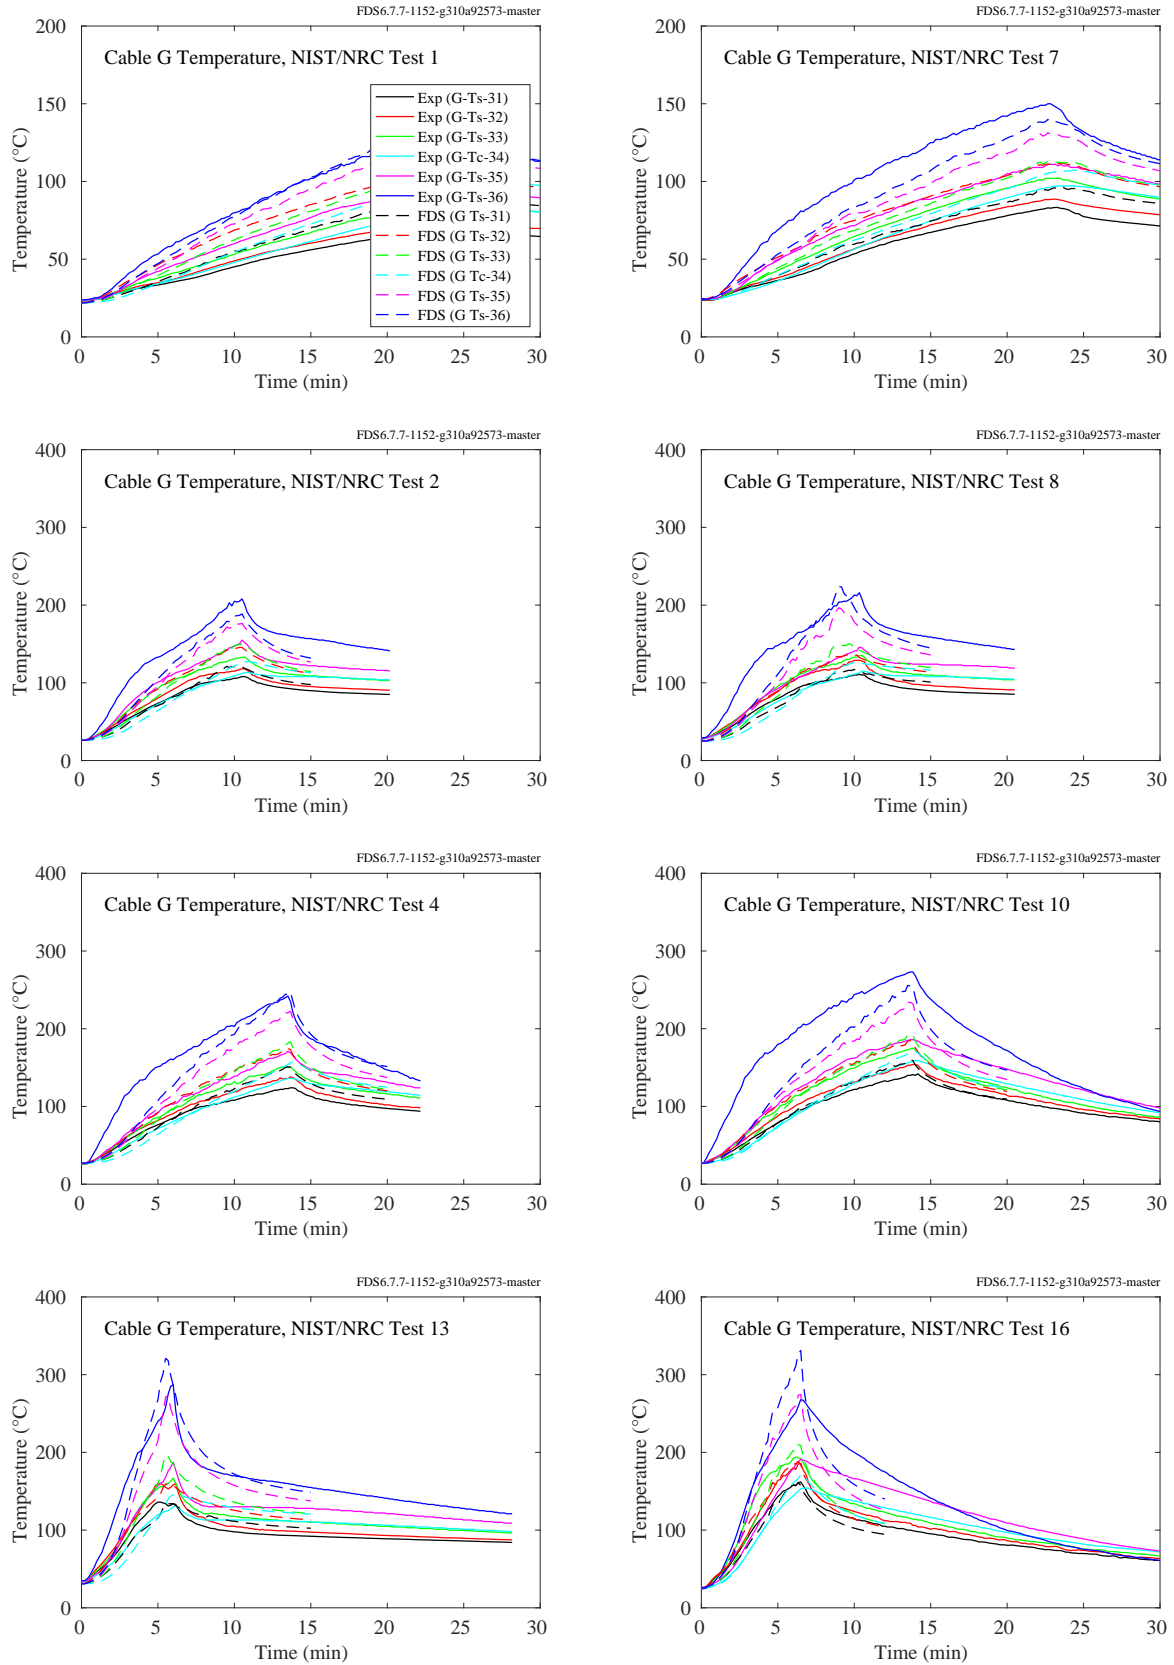 FDS6.7.7-1152-g310a92573-master
Cable G Temperature, NIST/NRC Test 1
200
150
100
50
0
Temperature (°C)
0 5 10 15 20 25 30
Time (min)
Exp (G-Ts-31)
Exp (G-Ts-32)
Exp (G-Ts-33)
Exp (G-Tc-34)
Exp (G-Ts-35)
Exp (G-Ts-36)
FDS (G Ts-31)
FDS (G Ts-32)
FDS (G Ts-33)
FDS (G Tc-34)
FDS (G Ts-35)
FDS (G Ts-36)
FDS6.7.7-1152-g310a92573-master
Cable G Temperature, NIST/NRC Test 7
200
150
100
50
0
Temperature (°C)
0 5 10 15 20 25 30
Time (min)
FDS6.7.7-1152-g310a92573-master
Cable G Temperature, NIST/NRC Test 2
400
300
200
100
0
Temperature (°C)
0 5 10 15 20 25 30
Time (min)
FDS6.7.7-1152-g310a92573-master
Cable G Temperature, NIST/NRC Test 8
400
300
200
100
0
Temperature (°C)
0 5 10 15 20 25 30
Time (min)
FDS6.7.7-1152-g310a92573-master
Cable G Temperature, NIST/NRC Test 4
400
300
200
100
0
Temperature (°C)
0 5 10 15 20 25 30
Time (min)
FDS6.7.7-1152-g310a92573-master
Cable G Temperature, NIST/NRC Test 10
400
300
200
100
0
Temperature (°C)
0 5 10 15 20 25 30
Time (min)
FDS6.7.7-1152-g310a92573-master
Cable G Temperature, NIST/NRC Test 13
400
300
200
100
0
Temperature (°C)
0 5 10 15 20 25 30
Time (min)
FDS6.7.7-1152-g310a92573-master
Cable G Temperature, NIST/NRC Test 16
400
300
200
100
0
Temperature (°C)
0 5 10 15 20 25 30
Time (min)